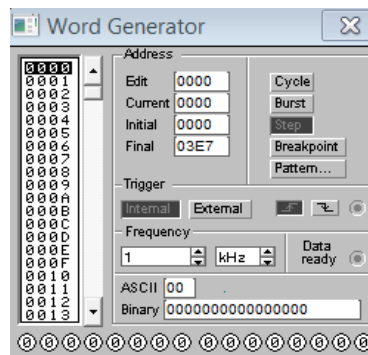 Word Generator
0000
0001
0002
0003
0004
0005
0006
0007
0008
0009
000A
000B
000C
000D
000E
000F
0010
0011
0012
0013
Address
Edit 0000
Current 0000
Initial 0000
Final 03E7
Cycle
Burst
Step
Breakpoint
Pattern...
Trigger
Internal External
Frequency
1 kHz
Data
ready
ASCII 00
Binary 0000000000000000